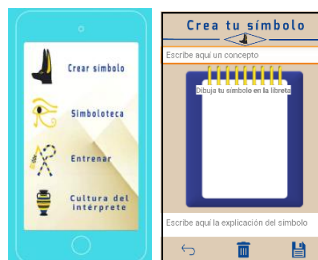 Crear símbolo
Simboloteca
Entrenar
Cultura del
intérprete
Crea tu símbolo
Escribe aquí un concepto
Dibuja tu símbolo en la libreta
Escribe aquí la explicación del símbolo